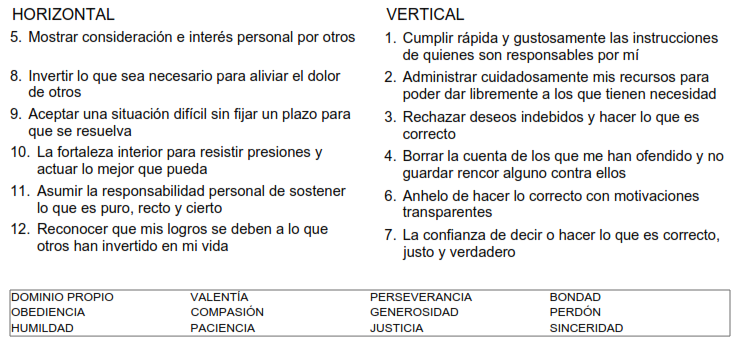 HORIZONTAL
5. Mostrar consideración e interés personal por otros
8. Invertir lo que sea necesario para aliviar el dolor
de otros
9. Aceptar una situación difícil sin fijar un plazo para
que se resuelva
10. La fortaleza interior para resistir presiones y
actuar lo mejor que pueda
11. Asumir la responsabilidad personal de sostener
lo que es puro, recto y cierto
12. Reconocer que mis logros se deben a lo que
otros han invertido en mi vida
VERTICAL
1. Cumplir rápida y gustosamente las instrucciones
de quienes son responsables por mí
2. Administrar cuidadosamente mis recursos para
poder dar libremente a los que tienen necesidad
3. Rechazar deseos indebidos y hacer lo que es
correcto
4. Borrar la cuenta de los que me han ofendido y no
guardar rencor alguno contra ellos
6. Anhelo de hacer lo correcto con motivaciones
transparentes
7. La confianza de decir o hacer lo que es correcto,
justo y verdadero
DOMINIO PROPIO VALENTÍA PERSEVERANCIA BONDAD
OBEDIENCIA COMPASIÓN GENEROSIDAD PERDÓN
HUMILDAD PACIENCIA JUSTICIA SINCERIDAD